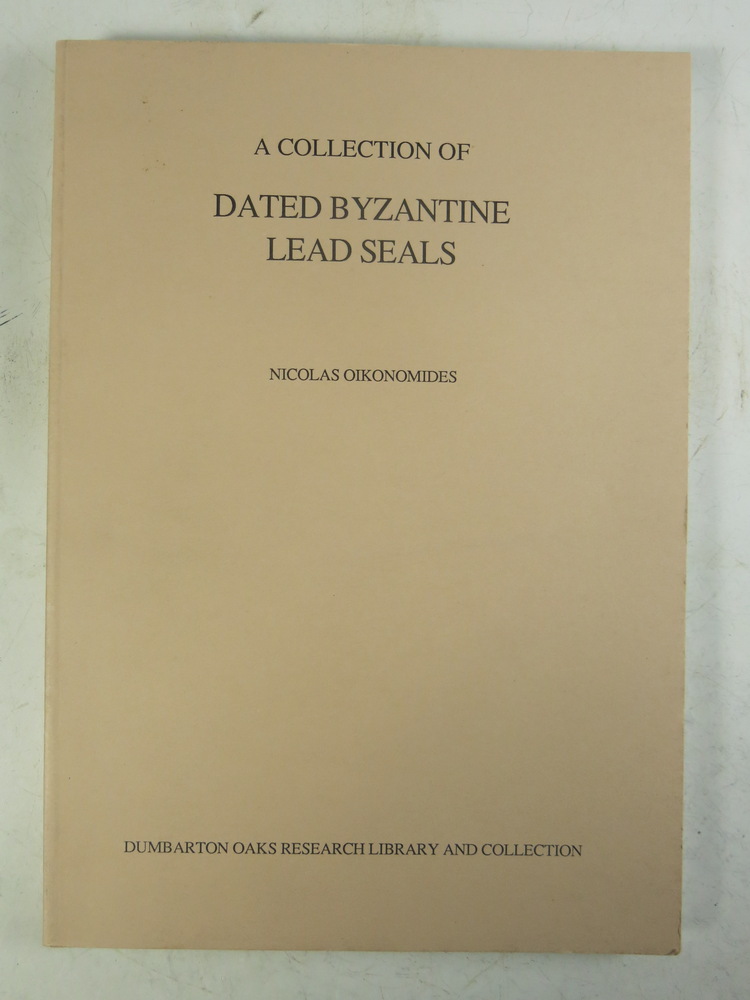 A COLLECTION OF
DATED BYZANTINE
LEAD SEALS
NICOLAS OIKONOMIDES
DUMBARTON OAKS RESEARCH LIBRARY AND COLLECTION